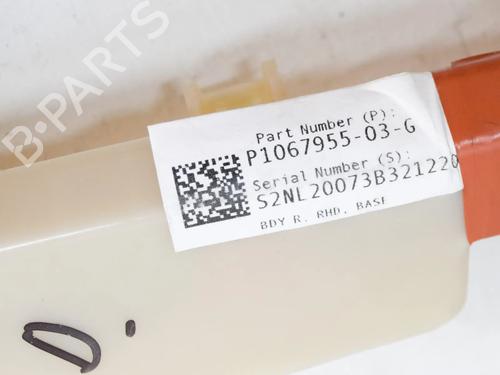 B-PARTS
Part Number (P):
P1067955-03-G
Serial Number (S):
S2NL20073B321220
BDY R, RHD, BASE
D.